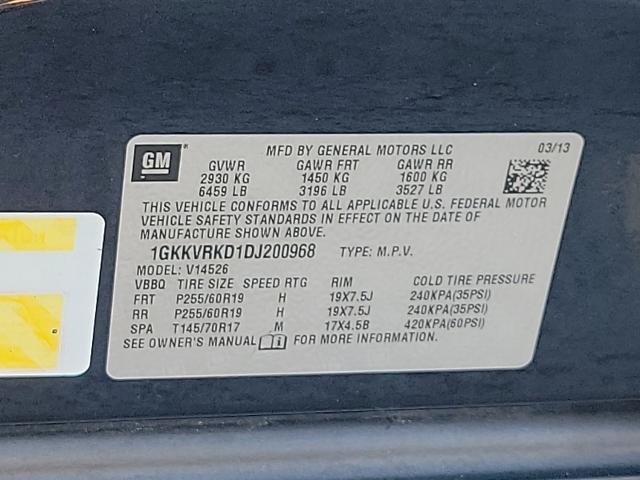 GM
MFD BY GENERAL MOTORS LLC 03/13
GVWR GAWR FRT GAWR RR
2930 KG 1450 KG 1600 KG
6459 LB 3196 LB 3527 LB
THIS VEHICLE CONFORMS TO ALL APPLICABLE U.S. FEDERAL MOTOR
VEHICLE SAFETY STANDARDS IN EFFECT ON THE DATE OF
MANUFACTURE SHOWN ABOVE.
1GKKVRKD1DJ200968 TYPE: M.P.V.
MODEL: V14526
VBBQ TIRE SIZE SPEED RTG RIM COLD TIRE PRESSURE
FRT P255/60R19 H 19X7.5J 240KPA(35PSI)
RR P255/60R19 H 19X7.5J 240KPA(35PSI)
SPA T145/70R17 M 17X4.5B 420KPA(60PSI)
SEE OWNER'S MANUAL FOR MORE INFORMATION.